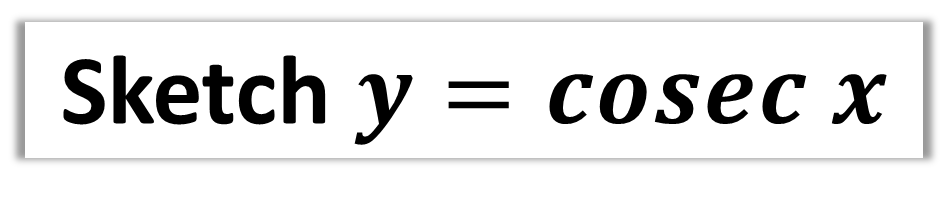 Sketch y = cosec x